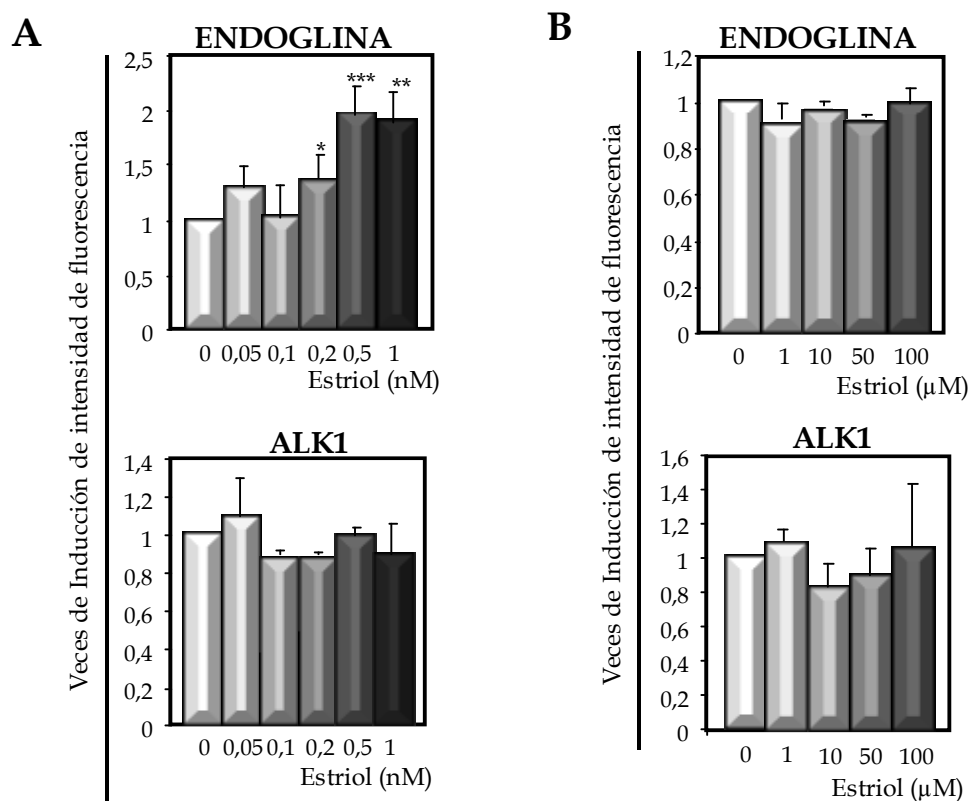 A
ENDOGLINA
Veces de Inducción de intensidad de fluorescencia
2,5
2
1,5
1
0,5
0
*
***
**
0 0,05 0,1 0,2 0,5 1
Estriol (nM)
ALK1
1,4
1,2
1
0,8
0,6
0,4
0,2
0
0 0,05 0,1 0,2 0,5 1
Estriol (nM)
B
ENDOGLINA
Veces de Inducción de intensidad de fluorescencia
1,2
1
0,8
0,6
0,4
0,2
0
0 1 10 50 100
Estriol (µM)
ALK1
1,6
1,4
1,2
1
0,8
0,6
0,4
0,2
0
0 1 10 50 100
Estriol (µM)